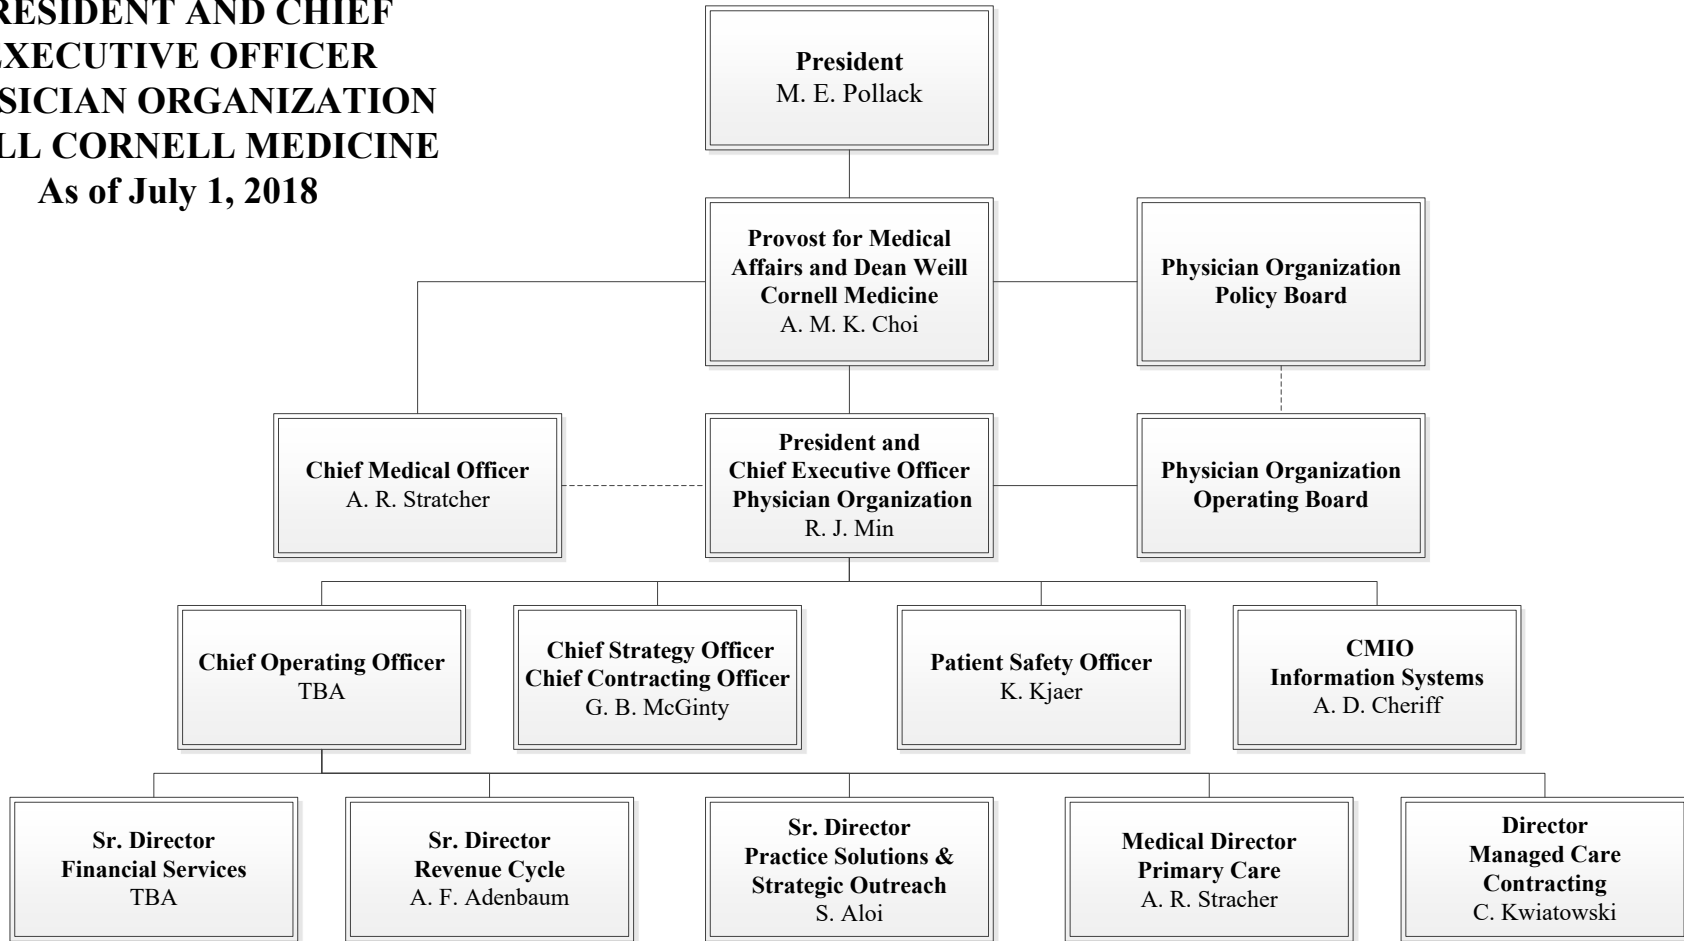 RESIDENT AND CHIEF
EXECUTIVE OFFICER
SICIAN ORGANIZATION
LL CORNELL MEDICINE
As of July 1, 2018
President
M. E. Pollack
Provost for Medical
Affairs and Dean Weill
Cornell Medicine
A. M. K. Choi
Physician Organization
Policy Board
Chief Medical Officer
A. R. Stratcher
President and
Chief Executive Officer
Physician Organization
R. J. Min
Physician Organization
Operating Board
Chief Operating Officer
TBA
Chief Strategy Officer
Chief Contracting Officer
G. B. McGinty
Patient Safety Officer
K. Kjaer
CMIO
Information Systems
A. D. Cheriff
Sr. Director
Financial Services
TBA
Sr. Director
Revenue Cycle
A. F. Adenbaum
Sr. Director
Practice Solutions &
Strategic Outreach
S. Aloi
Medical Director
Primary Care
A. R. Stracher
Director
Managed Care
Contracting
C. Kwiatowski